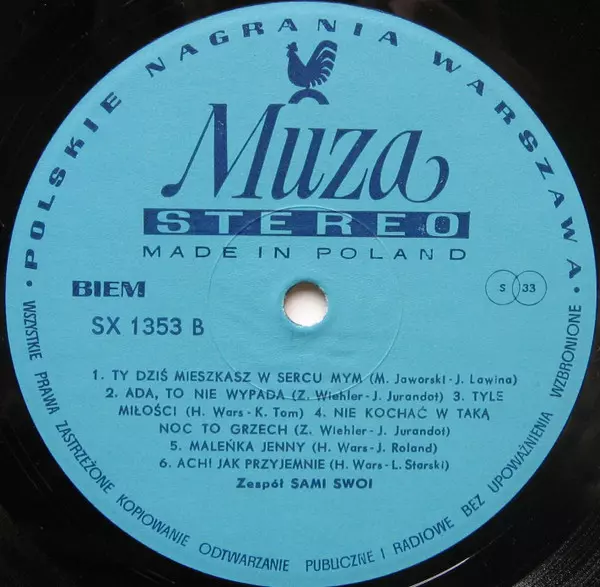 • POLSKIE NAGRANIA WARSZAWA •
Muza
STEREO
MADE IN POLAND
BIEM
S 33
SX 1353 B
1. TY DZIŚ MIESZKASZ W SERCU MYM (M. Jaworski-J. Lawina)
2. ADA, TO NIE WYPADA (Z. Wiehler-J. Jurandot) 3. TYLE
MIŁOŚCI (H. Wars-K. Tom) 4. NIE KOCHAĆ W TAKĄ
NOC TO GRZECH (Z. Wiehler-J. Jurandot)
5. MALEŃKA JENNY (H. Wars-J. Roland)
6. ACH! JAK PRZYJEMNIE (H. Wars-L. Starski)
Zespół SAMI SWOI
WSZYSTKIE PRAWA ZASTRZEŻONE KOPIOWANIE ODTWARZANIE PUBLICZNE I RADIOWE BEZ UPOWAŻNIENIA WZBRONIONE